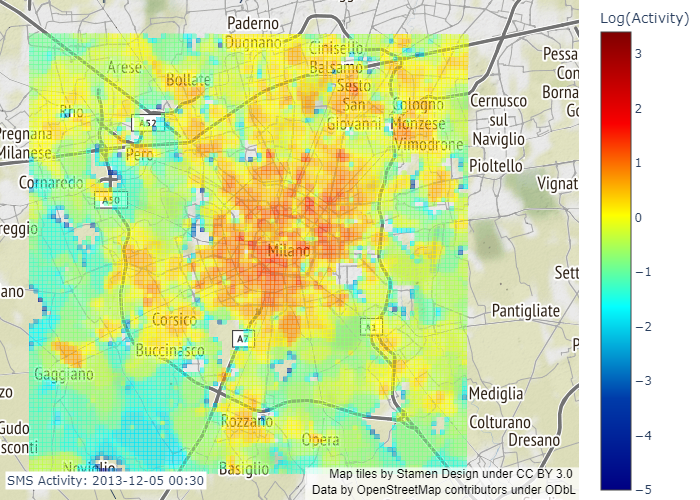 Log(Activity)
3
2
1
0
−1
−2
−3
−4
−5
Paderno
Dugnano
Cinisello
Balsamo
Arese
Bollate
Sesto
San
Giovanni
Rho
A52
Cologno
Monzese
Vimodrone
Cernusco
sul
Naviglio
Pessa
Con
Borna
Go
Pregnana
Milanese
Pero
Pioltello
Cornaredo
A50
Vignat
reggio
Milano
Sett
ano
Pantigliate
Corsico
A7
A1
Buccinasco
P
Gaggiano
zo
Mediglia
Rozzano
Colturano
Gudo
sconti
Opera
Dresano
Noviglio
Basiglio
SMS Activity: 2013-12-05 00:30
Map tiles by Stamen Design under CC BY 3.0
Data by OpenStreetMap contributors under ODbL